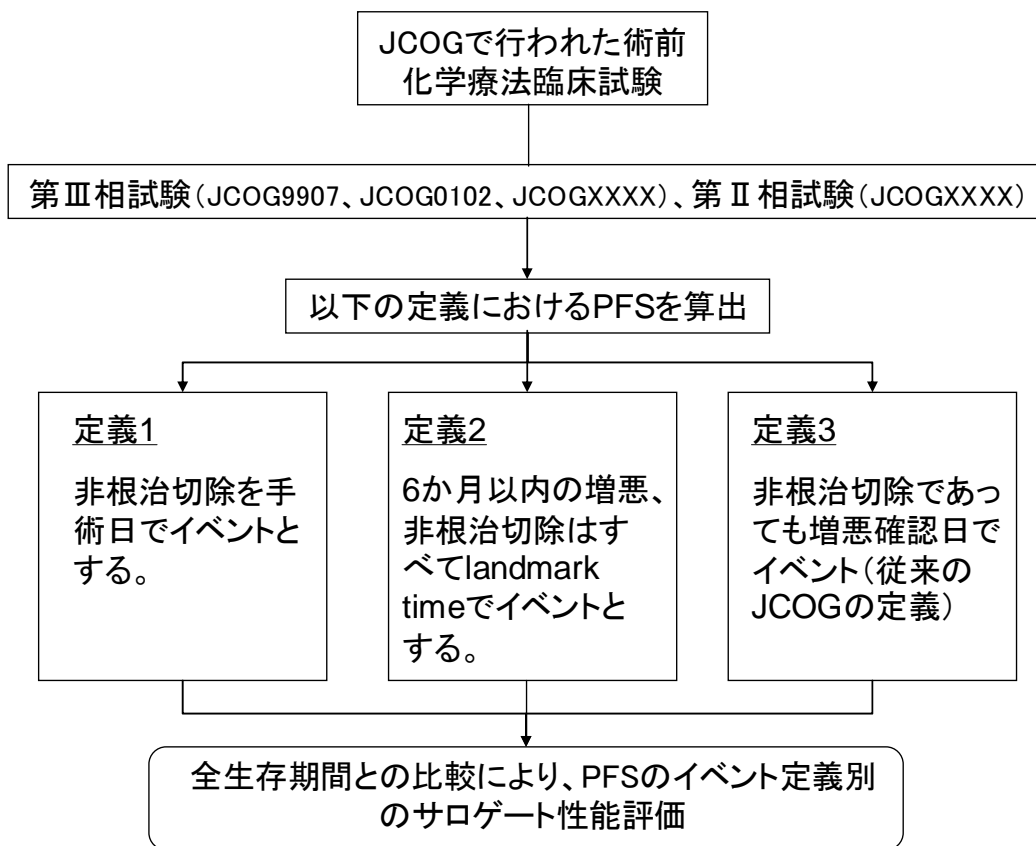 JCOGで行われた術前
化学療法臨床試験
第Ⅲ相試験（JCOG9907、JCOG0102、JCOGXXXX）、第Ⅱ相試験（JCOGXXXX）
以下の定義におけるPFSを算出
定義1
非根治切除を手
術日でイベントと
する。
定義2
6か月以内の増悪、
非根治切除はす
べてlandmark
timeでイベントと
する。
定義3
非根治切除であっ
ても増悪確認日で
イベント（従来の
JCOGの定義）
全生存期間との比較により、PFSのイベント定義別
のサロゲート性能評価